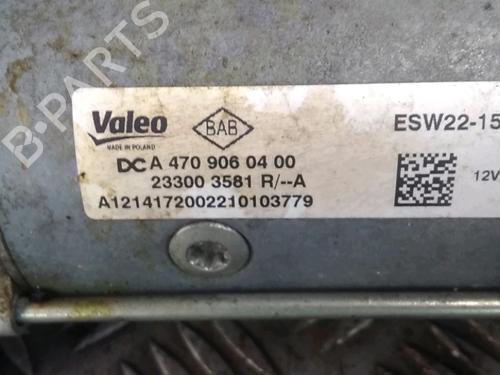 B-PARTS
Valeo
BAB
ESW22-15
MADE IN POLAND
DC A 470 906 04 00
23300 3581 R/--A
12V
A1214172002210103779